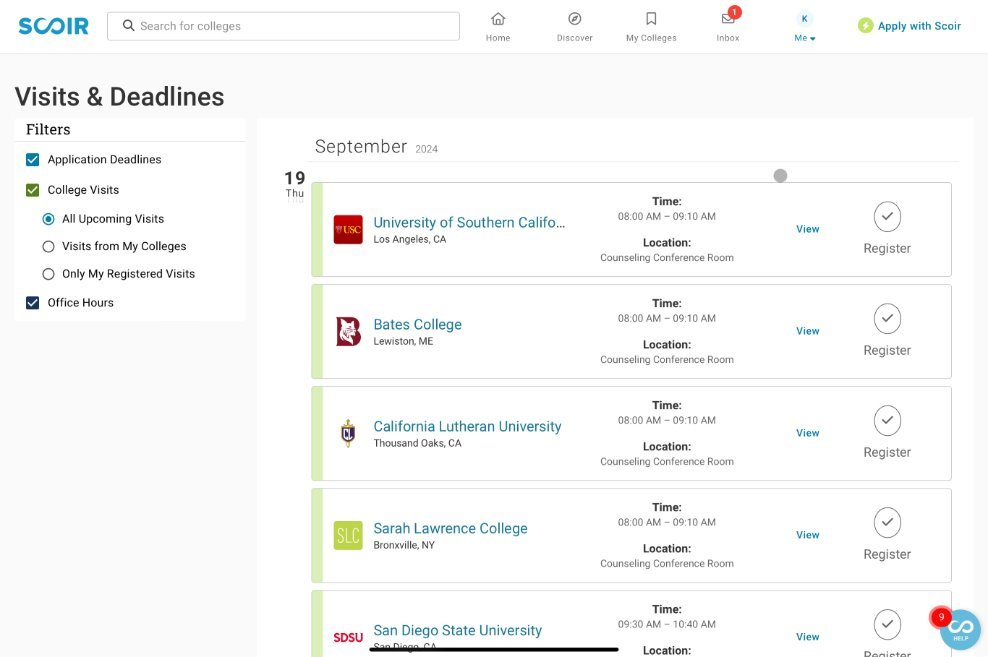 SCOIR
Search for colleges
Home
Discover
My Colleges
1
Inbox
K
Me
Apply with Scoir
Visits & Deadlines
Filters
Application Deadlines
College Visits
All Upcoming Visits
Visits from My Colleges
Only My Registered Visits
Office Hours
September 2024
19
Thu
USC
University of Southern Califo...
Los Angeles, CA
Time:
08:00 AM – 09:10 AM
Location:
Counseling Conference Room
View
Register
B
Bates College
Lewiston, ME
Time:
08:00 AM – 09:10 AM
Location:
Counseling Conference Room
View
Register
California Lutheran University
Thousand Oaks, CA
Time:
08:00 AM – 09:10 AM
Location:
Counseling Conference Room
View
Register
SLC
Sarah Lawrence College
Bronxville, NY
Time:
08:00 AM – 09:10 AM
Location:
Counseling Conference Room
View
Register
SDSU
San Diego State University
San Diego, CA
Time:
09:30 AM – 10:40 AM
Location:
View
Register
9
HELP